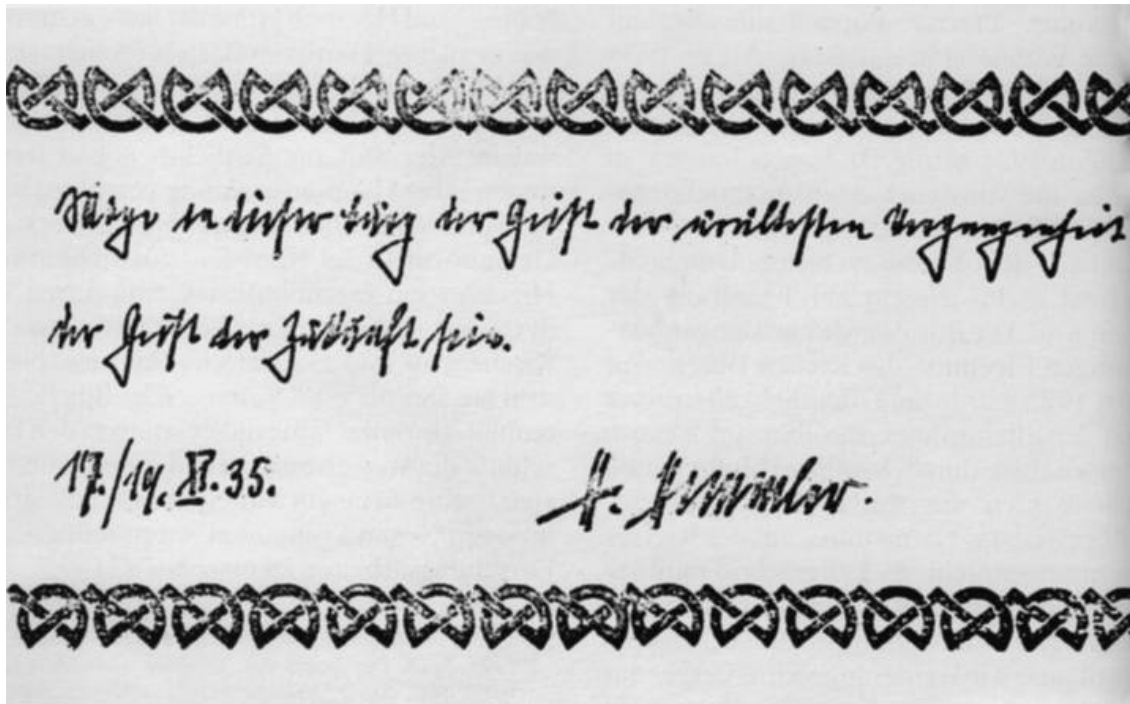 Möge in dieser Burg der Geist der urältesten Vergangenheit
der Geist der Zukunft sein.
17./19. XI. 35.
H. Himmler.